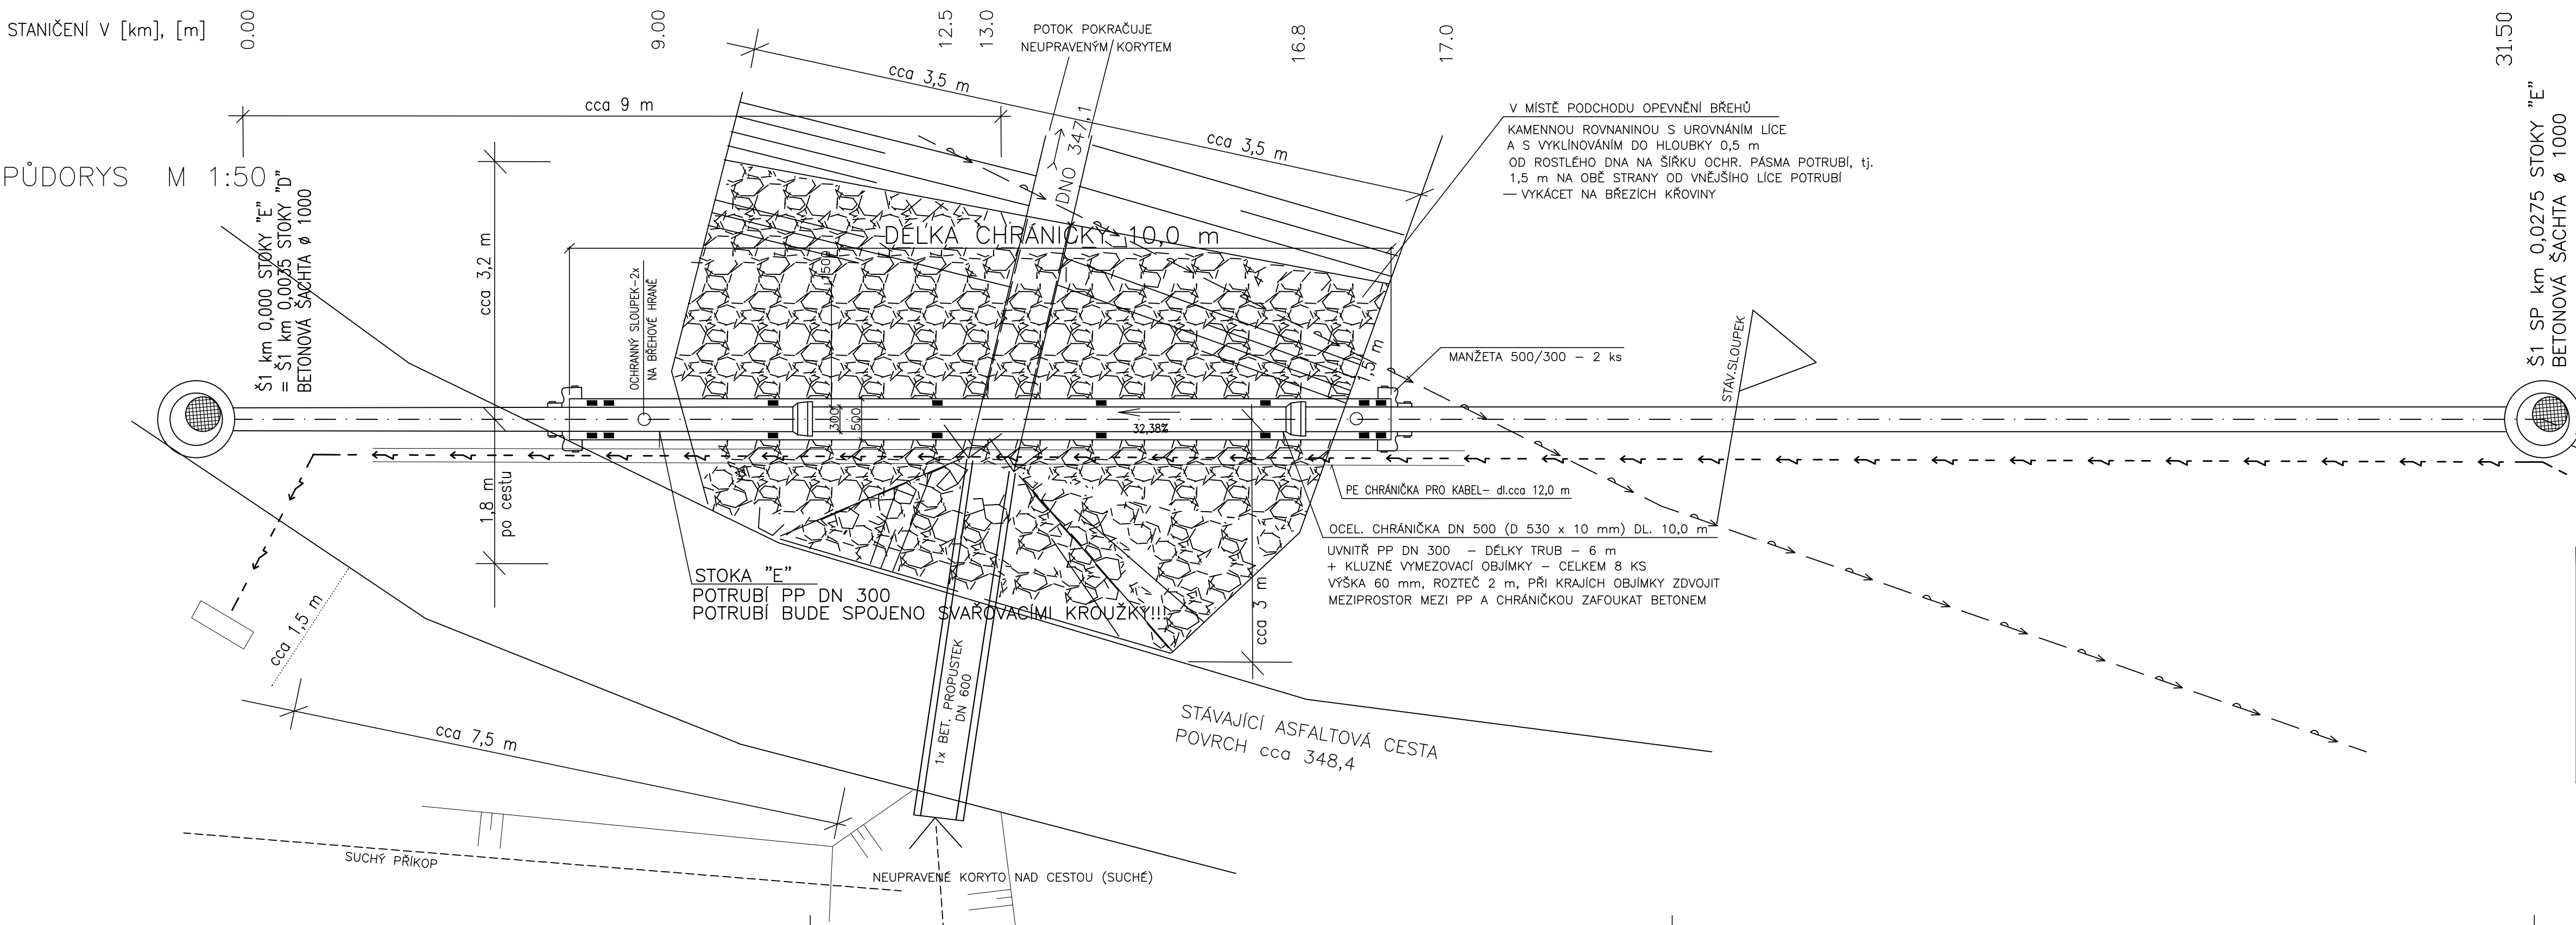 STANIČENÍ V [km], [m]
0.00
9.00
12.5
13.0
16.8
17.0
31.50
POTOK POKRAČUJE
NEUPRAVENÝM KORYTEM
cca 3,5 m
cca 9 m
cca 3,5 m
DNO 347,1
V MÍSTĚ PODCHODU OPEVNĚNÍ BŘEHŮ
KAMENNOU ROVNANINOU S UROVNÁNÍM LÍCE
A S VYKLÍNOVÁNÍM DO HLOUBKY 0,5 m
OD ROSTLÉHO DNA NA ŠÍŘKU OCHR. PÁSMA POTRUBÍ, tj.
1,5 m NA OBĚ STRANY OD VNĚJŠÍHO LÍCE POTRUBÍ
— VYKÁCET NA BŘEZÍCH KŘOVINY
PŮDORYS M 1:50
Š1 km 0,000 STOKY "E"
= Š1 km 0,0035 STOKY "D"
BETONOVÁ ŠACHTA ø 1000
cca 3,2 m
DÉLKA CHRÁNIČKY 10,0 m
1500
OCHRANNÝ SLOUPEK-2x
NA BŘEHOVÉ HRANĚ
1,5 m
MANŽETA 500/300 – 2 ks
STÁV.SLOUPEK
Š1 SP km 0,0275 STOKY "E"
BETONOVÁ ŠACHTA ø 1000
300
500
32,38%
1,8 m
po cestu
PE CHRÁNIČKA PRO KABEL– dl.cca 12,0 m
OCEL. CHRÁNIČKA DN 500 (D 530 x 10 mm) DL. 10,0 m
UVNITŘ PP DN 300 – DÉLKY TRUB – 6 m
+ KLUZNÉ VYMEZOVACÍ OBJÍMKY – CELKEM 8 KS
VÝŠKA 60 mm, ROZTEČ 2 m, PŘI KRAJÍCH OBJÍMKY ZDVOJIT
MEZIPROSTOR MEZI PP A CHRÁNIČKOU ZAFOUKAT BETONEM
STOKA "E"
POTRUBÍ PP DN 300
POTRUBÍ BUDE SPOJENO SVAŘOVACÍMI KROUŽKY!!!
cca 3 m
cca 1,5 m
1x BET. PROPUSTEK
DN 600
cca 7,5 m
STÁVAJÍCÍ ASFALTOVÁ CESTA
POVRCH cca 348,4
SUCHÝ PŘÍKOP
NEUPRAVENÉ KORYTO NAD CESTOU (SUCHÉ)